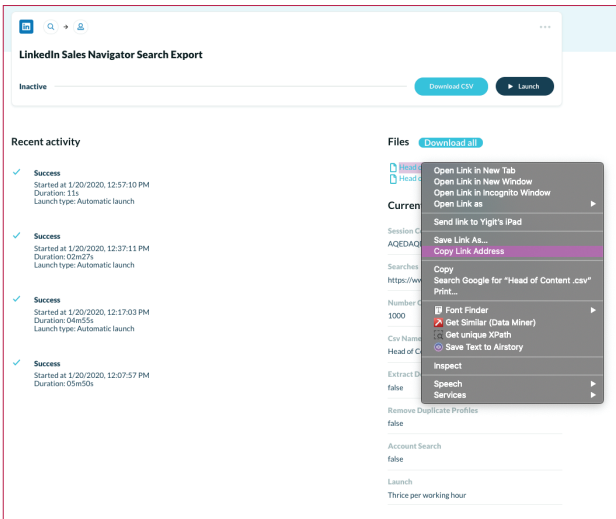 in
LinkedIn Sales Navigator Search Export
Inactive
Download CSV
Launch
Recent activity
Success
Started at 1/20/2020, 12:57:10 PM
Duration: 11s
Launch type: Automatic launch
Success
Started at 1/20/2020, 12:37:11 PM
Duration: 02m27s
Launch type: Automatic launch
Success
Started at 1/20/2020, 12:17:03 PM
Duration: 04m55s
Launch type: Automatic launch
Success
Started at 1/20/2020, 12:07:57 PM
Duration: 05m50s
Files
Download all
Head
Head
Current
Session
AQEDAQ
Searches
https://ww
Number
1000
Csv Name
Head of
Extract
false
Remove Duplicate Profiles
false
Account Search
false
Launch
Thrice per working hour
Open Link in New Tab
Open Link in New Window
Open Link in Incognito Window
Open Link as
Send link to Yigit's iPad
Save Link As...
Copy Link Address
Copy
Search Google for "Head of Content .csv"
Print...
Font Finder
Get Similar (Data Miner)
Get unique XPath
Save Text to Airstory
Inspect
Speech
Services